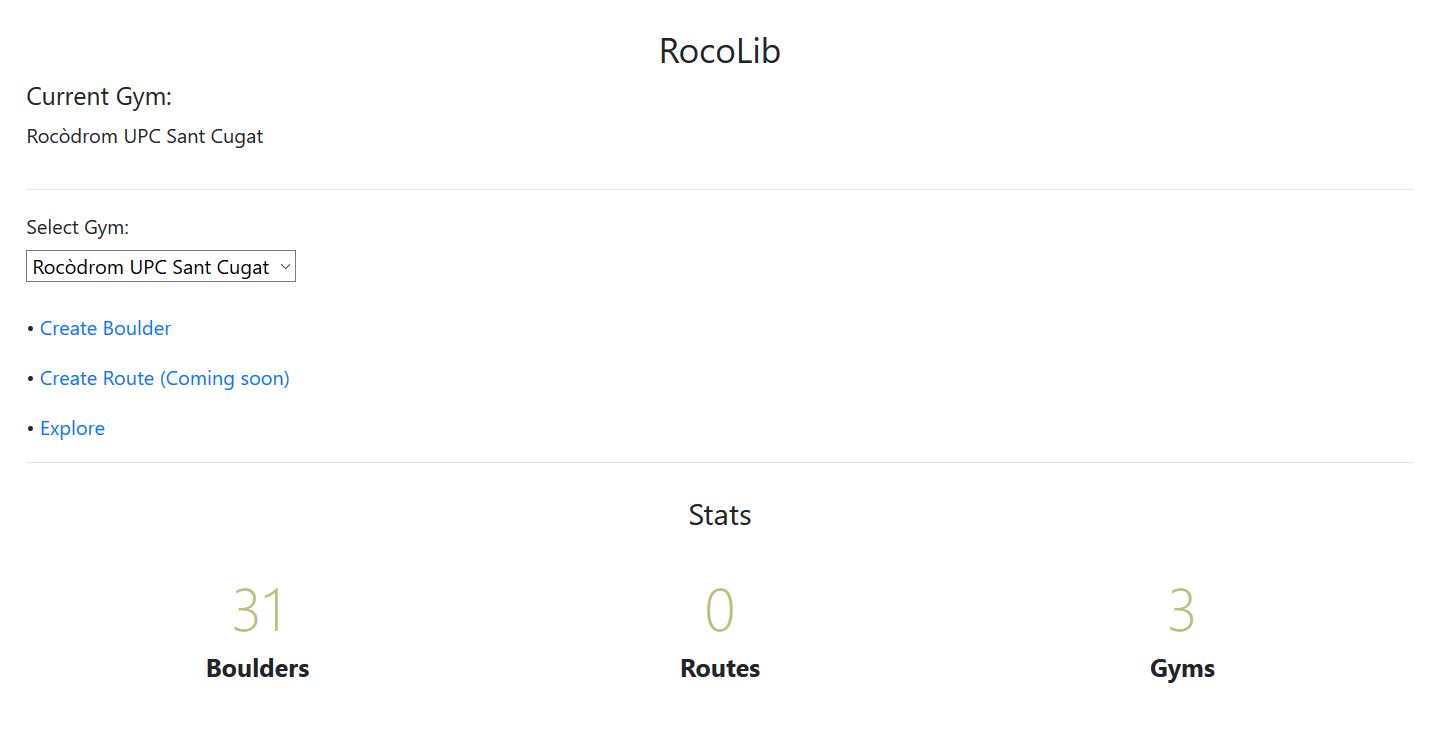 RocoLib
Current Gym:
Rocòdrom UPC Sant Cugat
Select Gym:
Rocòdrom UPC Sant Cugat
• Create Boulder
• Create Route (Coming soon)
• Explore
Stats
31 0 3
Boulders Routes Gyms